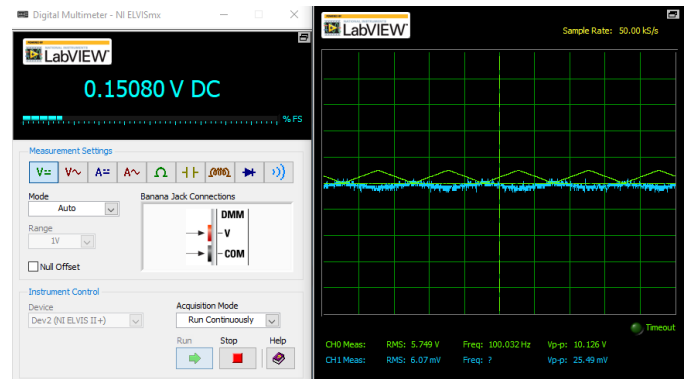 Digital Multimeter - NI ELVISmx
LabVIEW
0.15080 V DC
% FS
Measurement Settings
V= V~ A= A~ Ω
Mode
Auto
Banana Jack Connections
DMM
V
COM
Range
1V
Null Offset
Instrument Control
Device
Dev2 (NI ELVIS II+)
Acquisition Mode
Run Continuously
Run Stop Help
LabVIEW
Sample Rate: 50.00 kS/s
Timeout
CH0 Meas: RMS: 5.749 V Freq: 100.032 Hz Vp-p: 10.126 V
CH1 Meas: RMS: 6.07 mV Freq: ? Vp-p: 25.49 mV